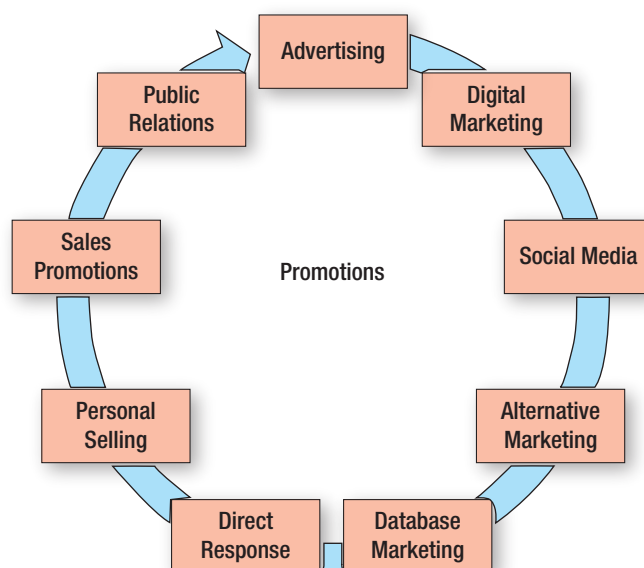 Advertising
Digital
Marketing
Social Media
Alternative
Marketing
Database
Marketing
Direct
Response
Personal
Selling
Sales
Promotions
Public
Relations
Promotions